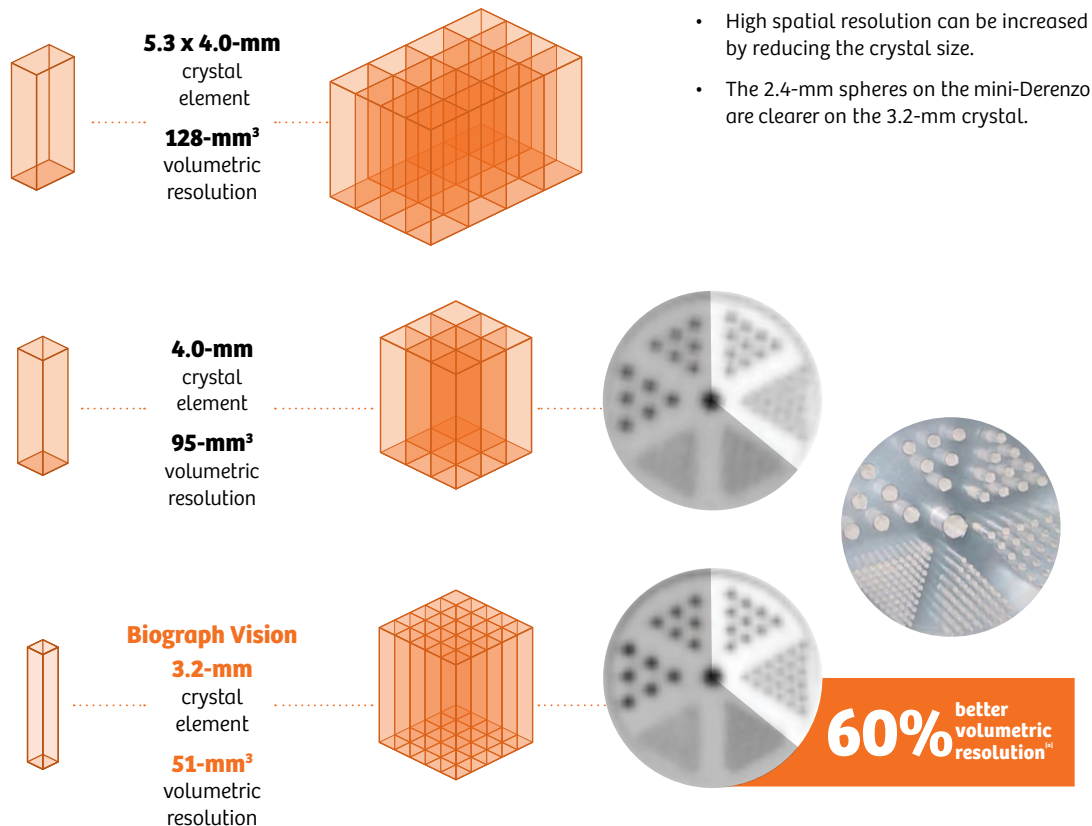 5.3 x 4.0-mm
crystal
element
128-mm³
volumetric
resolution
• High spatial resolution can be increased
by reducing the crystal size.
• The 2.4-mm spheres on the mini-Derenzo
are clearer on the 3.2-mm crystal.
4.0-mm
crystal
element
95-mm³
volumetric
resolution
Biograph Vision
3.2-mm
crystal
element
51-mm³
volumetric
resolution
60% better
volumetric
resolution[a]